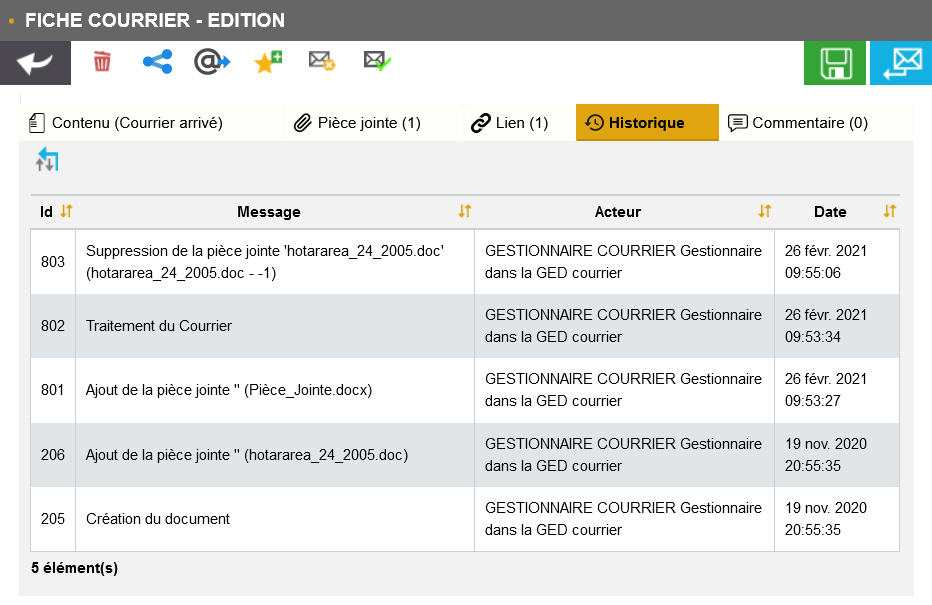 FICHE COURRIER - EDITION
Contenu (Courrier arrivé)
Pièce jointe (1)
Lien (1)
Historique
Commentaire (0)
Id
Message
Acteur
Date
803
Suppression de la pièce jointe 'hotararea_24_2005.doc'
(hotararea_24_2005.doc - -1)
GESTIONNAIRE COURRIER Gestionnaire
dans la GED courrier
26 févr. 2021
09:55:06
802
Traitement du Courrier
GESTIONNAIRE COURRIER Gestionnaire
dans la GED courrier
26 févr. 2021
09:53:34
801
Ajout de la pièce jointe '' (Pièce_Jointe.docx)
GESTIONNAIRE COURRIER Gestionnaire
dans la GED courrier
26 févr. 2021
09:53:27
206
Ajout de la pièce jointe '' (hotararea_24_2005.doc)
GESTIONNAIRE COURRIER Gestionnaire
dans la GED courrier
19 nov. 2020
20:55:35
205
Création du document
GESTIONNAIRE COURRIER Gestionnaire
dans la GED courrier
19 nov. 2020
20:55:35
5 élément(s)